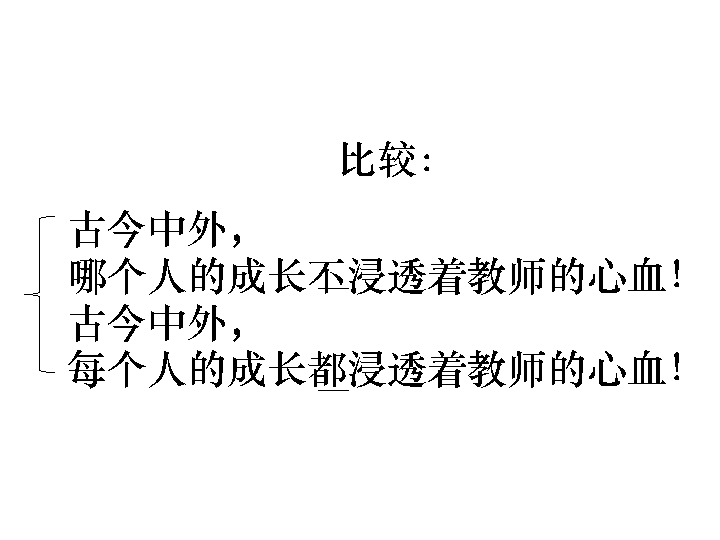 比较：
古今中外，
哪个人的成长不浸透着教师的心血！
古今中外，
每个人的成长都浸透着教师的心血！